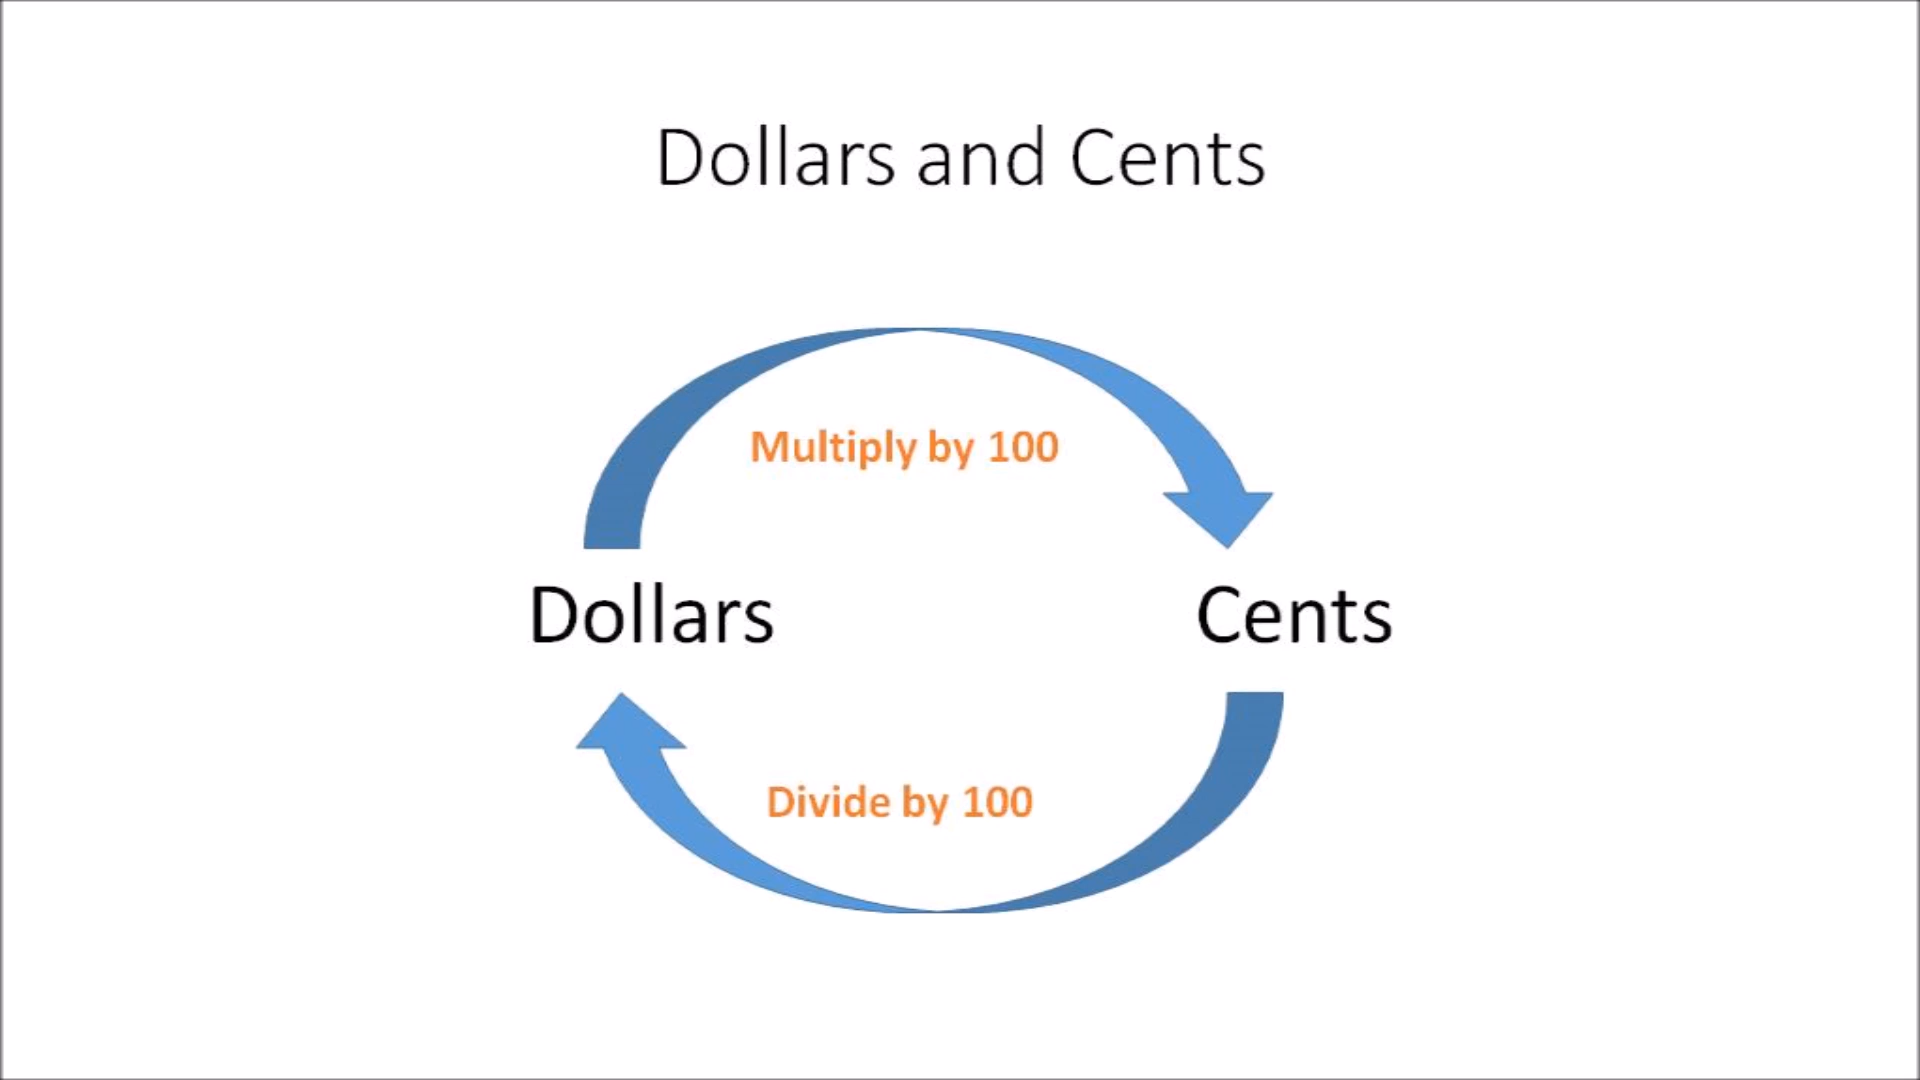 Dollars and Cents
Multiply by 100
Dollars
Cents
Divide by 100